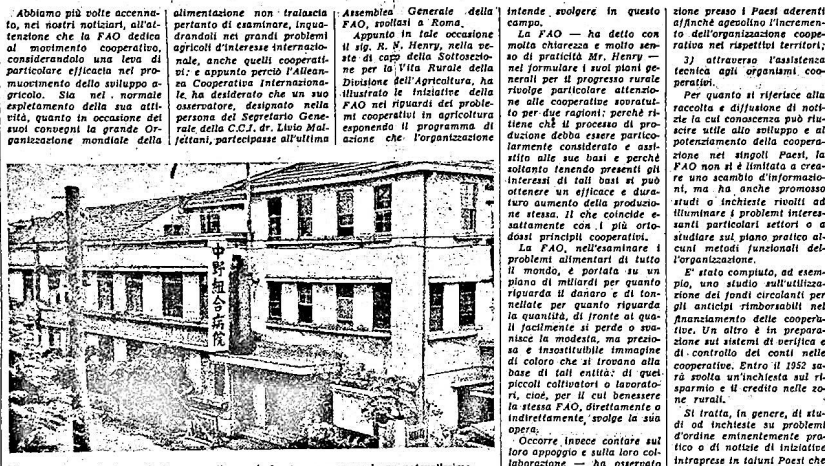 Abbiamo più volte accenna-
to, nei nostri notiziari, all'at-
tenzione che la FAO dedica
al movimento cooperativo,
considerandolo una leva di
particolare efficacia nel pro-
muovimento dello sviluppo a-
gricolo. Sia nel normale
espletamento della sua atti-
vità, quanto in occasione dei
suoi convegni la grande Or-
ganizzazione mondiale della
alimentazione non tralascia
pertanto di esaminare, inqua-
drandoli nei grandi problemi
agricoli d'interesse internazio-
nale, anche quelli cooperati-
vi: e appunto perciò l'Allean-
za Cooperativa Internaziona-
le, ha desiderato che un suo
osservatore, designato nella
persona del Segretario Gene-
rale della C.C.I. dr. Livio Mal-
fettani, partecipasse all'ultima
Assemblea Generale della
FAO, svoltasi a Roma.
Appunto in tale occasione
il sig. R. N. Henry, nella ve-
ste di capo della Sottosezio-
ne per la Vita Rurale della
Divisione dell'Agricoltura, ha
illustrato le iniziative della
FAO nei riguardi dei proble-
mi cooperativi in agricoltura
esponendo il programma di
azione che l'organizzazione
中野組合病院
intende svolgere in questo
campo.
La FAO — ha detto con
molta chiarezza e molto sen-
so di praticità Mr. Henry —
nel formulare i suoi piani ge-
nerali per il progresso rurale
rivolge particolare attenzio-
ne alle cooperative sovratut-
to per due ragioni; perchè ri-
tiene che il processo di pro-
duzione debba essere partico-
larmente considerato e assi-
stito alle sue basi e perchè
soltanto tenendo presenti gli
interessi di tali basi si può
ottenere un efficace e dura-
turo aumento della produzio-
ne stessa. Il che coincide e-
sattamente con i più orto-
dossi principii cooperativi.
La FAO, nell'esaminare i
problemi alimentari di tutto
il mondo, è portata su un
piano di miliardi per quanto
riguarda il danaro e di ton-
nellate per quanto riguarda
la quantità, di fronte ai qua-
li facilmente si perde o sva-
nisce la modesta, ma prezio-
sa e insostituibile immagine
di coloro che si trovano alla
base di tali entità: di quei
piccoli coltivatori o lavorato-
ri, cioè, per il cui benessere
la stessa FAO, direttamente o
indirettamente svolge la sua
opera.
Occorre invece contare sul
loro appoggio e sulla loro col-
laborazione — ha osservato
zione presso i Paesi aderenti
affinchè agevolino l'incremen-
to dell'organizzazione coope-
rativa nei rispettivi territori;
3) attraverso l'assistenza
tecnica agli organismi coo-
perativi.
Per quanto si riferisce alla
raccolta e diffusione di noti-
zie la cui conoscenza può riu-
scire utile allo sviluppo e al
potenziamento della coopera-
zione nei singoli Paesi, la
FAO non si è limitata a crea-
re uno scambio d'informazio-
ni, ma ha anche promosso
studi o inchieste rivolti ad
illuminare i problemi interes-
santi particolari settori o a
studiare sul piano pratico al-
cuni metodi funzionali del-
l'organizzazione.
E' stato compiuto, ad esem-
pio, uno studio sull'utilizza-
zione dei fondi circolanti per
gli anticipi rimborsabili nel
finanziamento delle coopera-
tive. Un altro è in prepara-
zione sui sistemi di verifica e
di controllo dei conti nelle
cooperative. Entro il 1952 sa-
rà svolta un'inchiesta sul ri-
sparmio e il credito nelle zo-
ne rurali.
Si tratta, in genere, di stu-
di od inchieste su problemi
d'ordine eminentemente pra-
tico o di notizie di iniziative
intraprese in taluni Paesi che